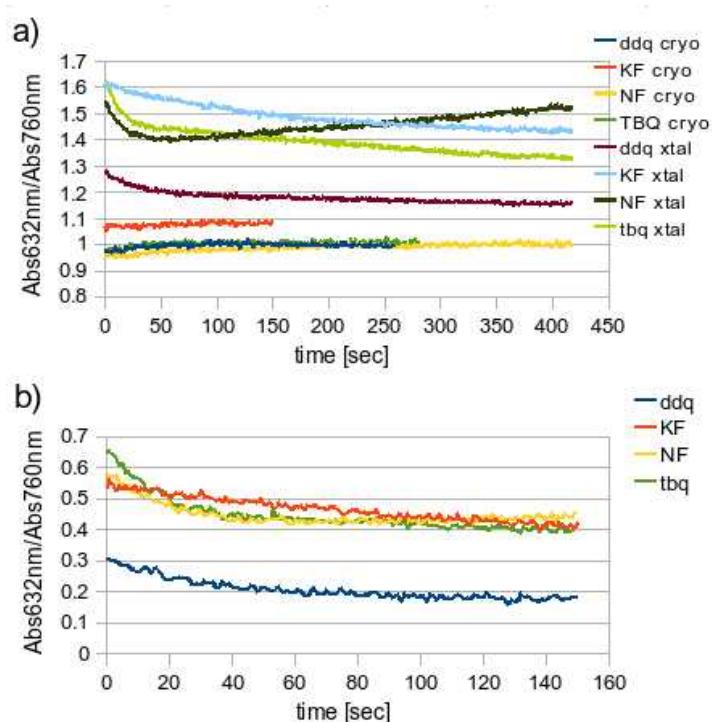 a)
Abs632nm/Abs760nm
1.7
1.6
1.5
1.4
1.3
1.2
1.1
1
0.9
0.8
0 50 100 150 200 250 300 350 400 450
time [sec]
ddq cryo
KF cryo
NF cryo
TBQ cryo
ddq xtal
KF xtal
NF xtal
tbq xtal
b)
Abs632nm/Abs760nm
0.7
0.6
0.5
0.4
0.3
0.2
0.1
0
0 20 40 60 80 100 120 140 160
time [sec]
ddq
KF
NF
tbq